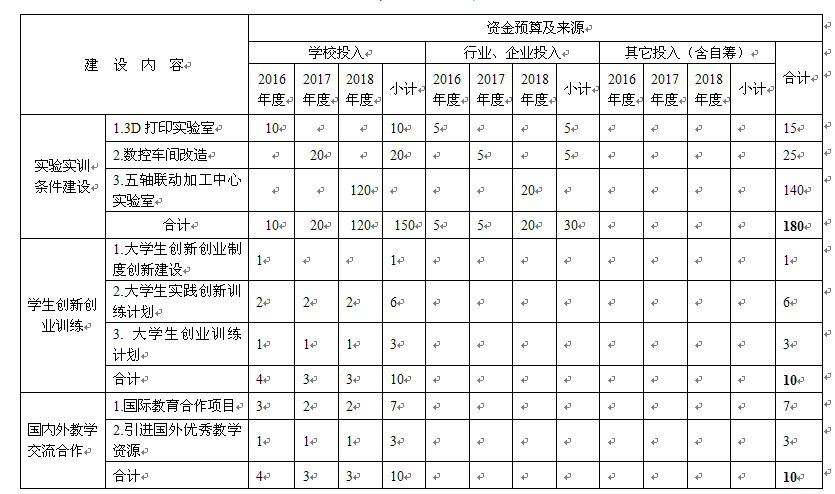 资金预算及来源
建 设 内 容 学校投入 行业、企业投入 其它投入（含自筹） 合计
2016年度 2017年度 2018年度 小计 2016年度 2017年度 2018年度 小计 2016年度 2017年度 2018年度 小计
实验实训条件建设
1.3D 打印实验室 10 10 5 5 15
2.数控车间改造 20 20 5 5 25
3.五轴联动加工中心实验室 120 20 140
合计 10 20 120 150 5 5 20 30 180
学生创新创业训练
1.大学生创新创业制度创新建设 1 1 1
2.大学生实践创新训练计划 2 2 2 6 6
3. 大学生创业训练计划 1 1 1 3 3
合计 4 3 3 10 10
国内外教学交流合作
1.国际教育合作项目 3 2 2 7 7
2.引进国外优秀教学资源 1 1 1 3 3
合计 4 3 3 10 10